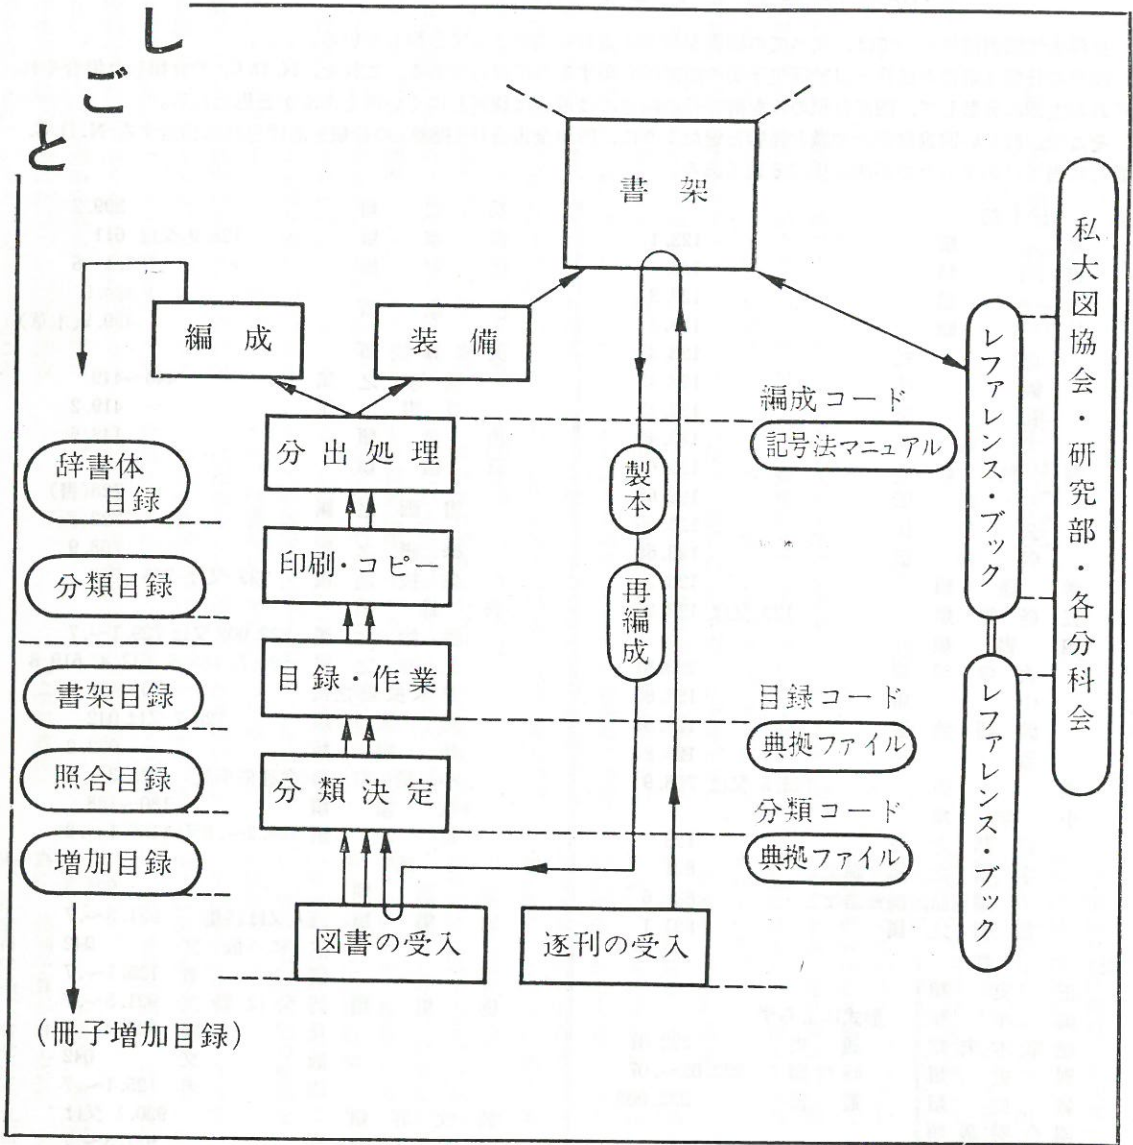 しごと
書架
編成
装備
編成コード
記号法マニュアル
分出処理
印刷・コピー
目録・作業
分類決定
図書の受入
逐刊の受入
製本
再編成
目録コード
典拠ファイル
分類コード
典拠ファイル
辞書体
目録
分類目録
書架目録
照合目録
増加目録
(冊子増加目録)
レファレンス・ブック
レファレンス・ブック
私大図協会・研究部・各分科会